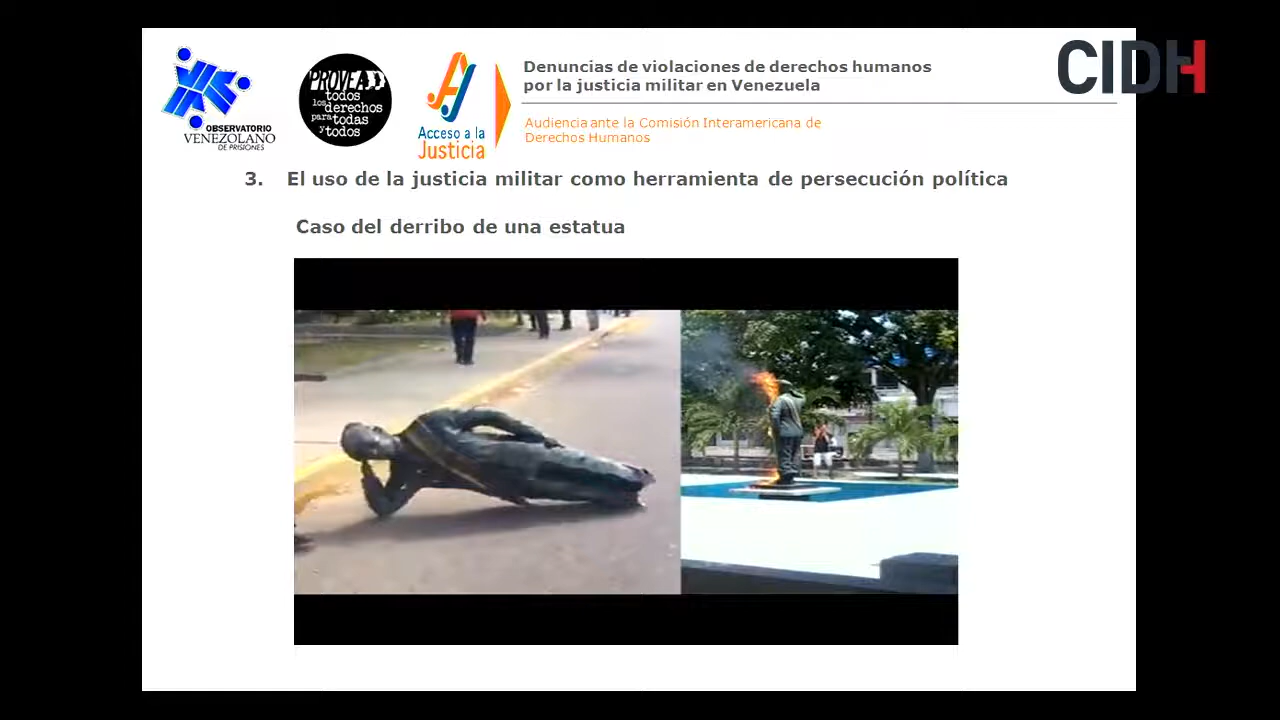 OBSERVATORIO
VENEZOLANO
DE PRISIONES
PROVEA
todos
los derechos
para todas
y todos
Acceso a la
Justicia
Denuncias de violaciones de derechos humanos
por la justicia militar en Venezuela
Audiencia ante la Comisión Interamericana de
Derechos Humanos
CIDH
3. El uso de la justicia militar como herramienta de persecución política
Caso del derribo de una estatua